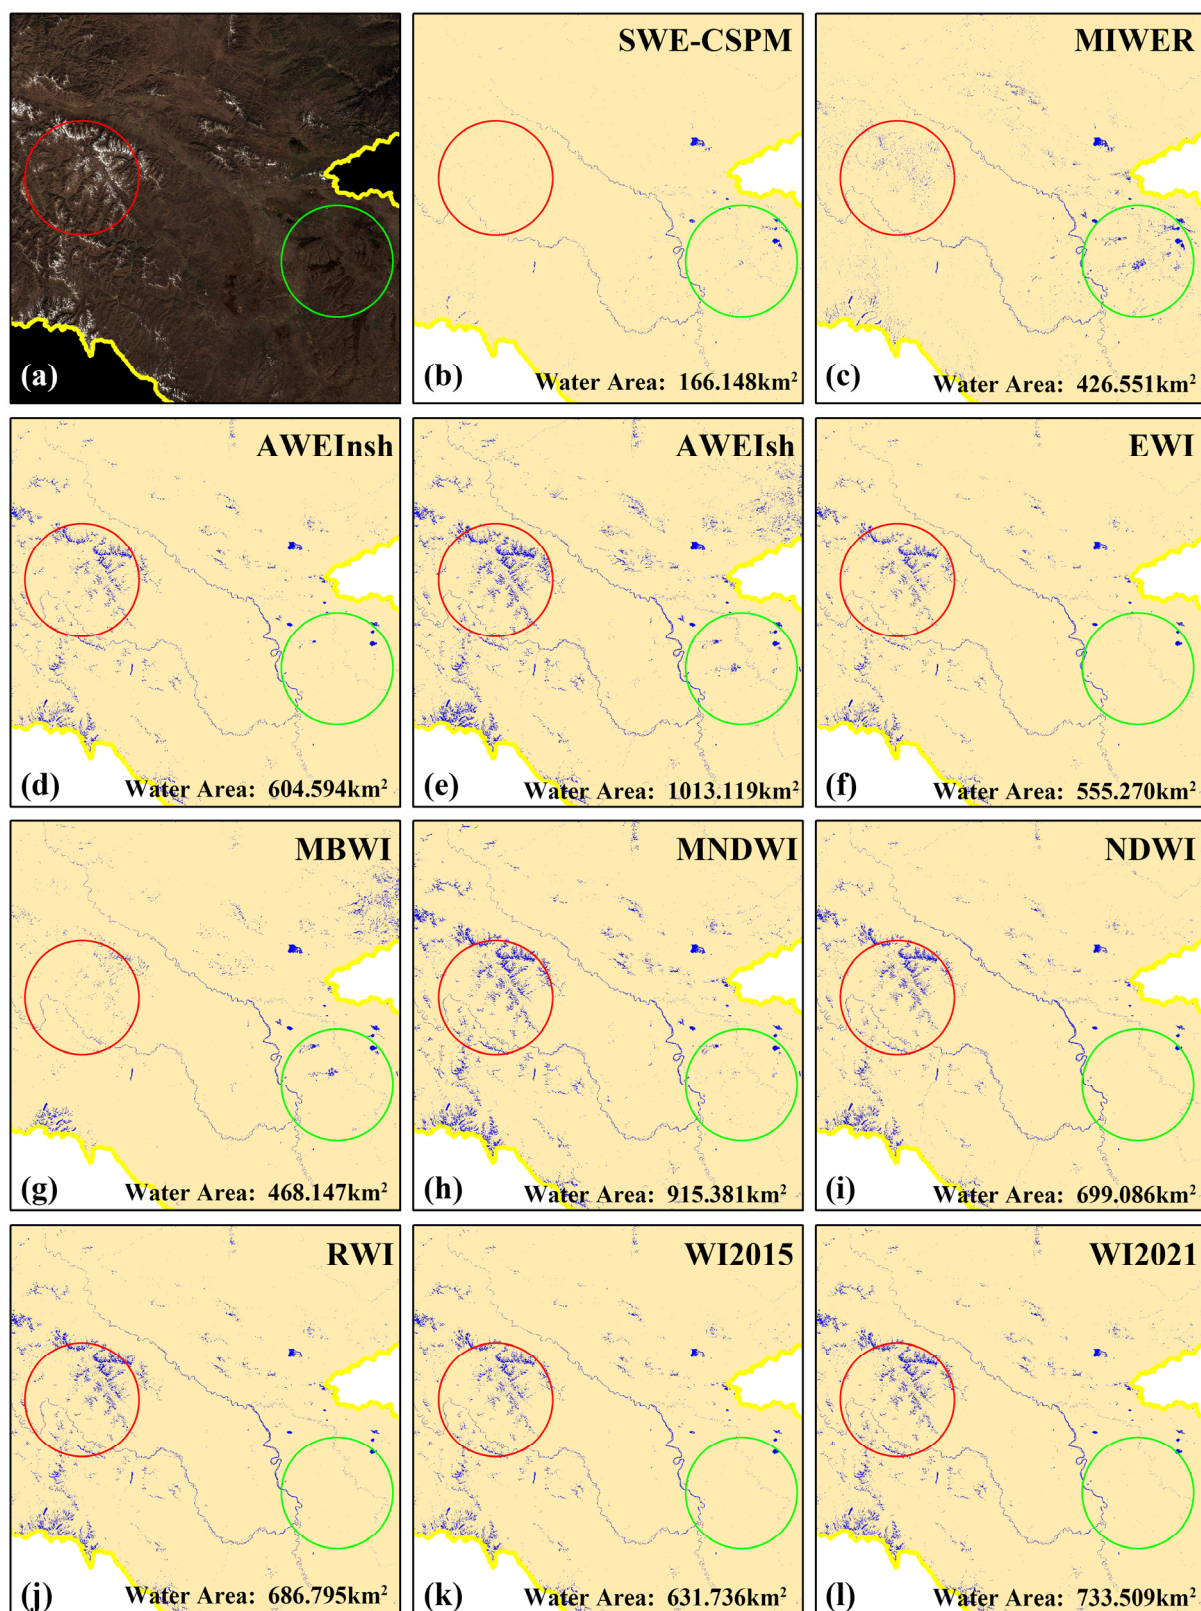 (a)
SWE-CSPM
(b)
Water Area: 166.148km²
MIWER
(c)
Water Area: 426.551km²
AWEInsh
(d)
Water Area: 604.594km²
AWEIsh
(e)
Water Area: 1013.119km²
EWI
(f)
Water Area: 555.270km²
MBWI
(g)
Water Area: 468.147km²
MNDWI
(h)
Water Area: 915.381km²
NDWI
(i)
Water Area: 699.086km²
RWI
(j)
Water Area: 686.795km²
WI2015
(k)
Water Area: 631.736km²
WI2021
(l)
Water Area: 733.509km²